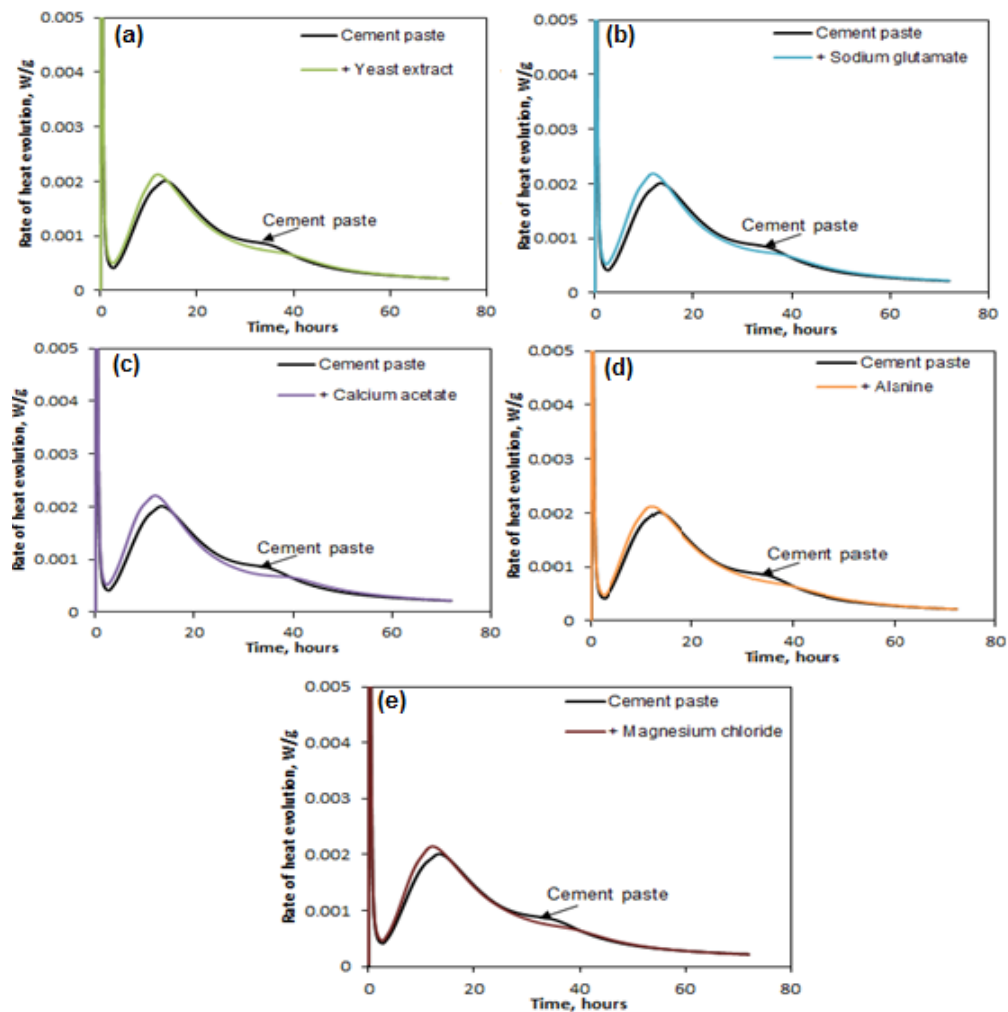 (a)
Cement paste
+ Yeast extract
Rate of heat evolution, W/g
0.005
0.004
0.003
0.002
0.001
0
Cement paste
0
20
40
60
80
Time, hours
(b)
Cement paste
+ Sodium glutamate
Rate of heat evolution, W/g
0.005
0.004
0.003
0.002
0.001
0
Cement paste
0
20
40
60
80
Time, hours
(c)
Cement paste
+ Calcium acetate
Rate of heat evolution, W/g
0.005
0.004
0.003
0.002
0.001
0
Cement paste
0
20
40
60
80
Time, hours
(d)
Cement paste
+ Alanine
Rate of heat evolution, W/g
0.005
0.004
0.003
0.002
0.001
0
Cement paste
0
20
40
60
80
Time, hours
(e)
Cement paste
+ Magnesium chloride
Rate of heat evolution, W/g
0.005
0.004
0.003
0.002
0.001
0
Cement paste
0
20
40
60
80
Time, hours